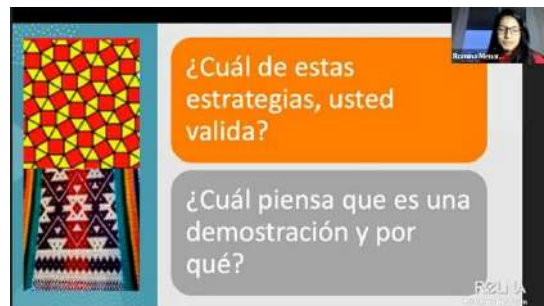 ¿Cuál de estas
estrategias, usted
valida?
¿Cuál piensa que es una
demostración y por
qué?